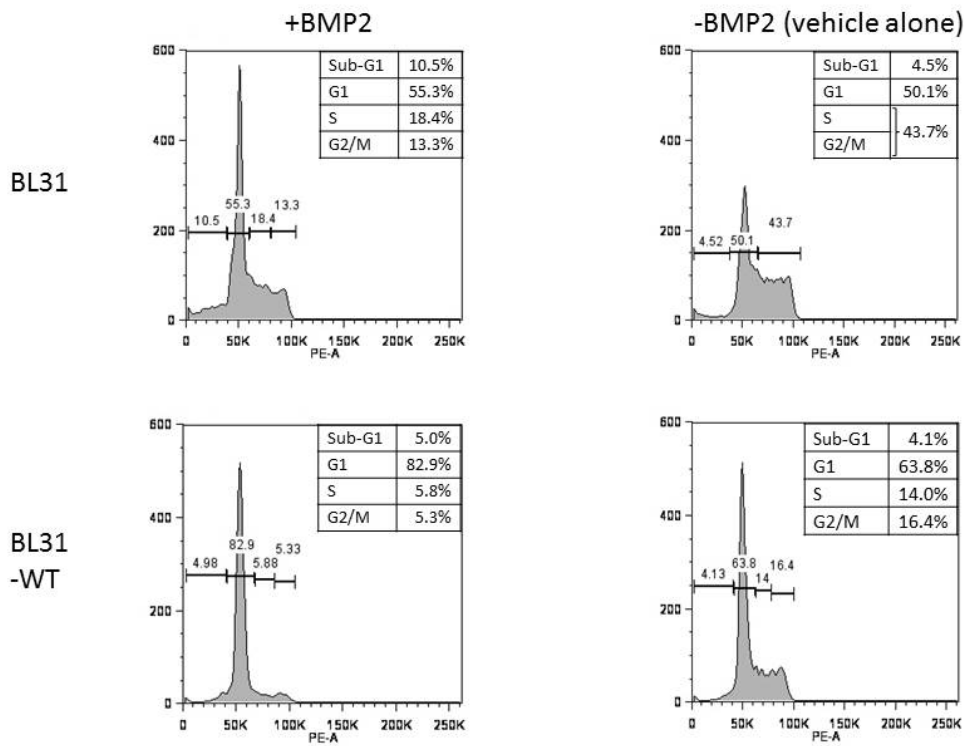 +BMP2
-BMP2 (vehicle alone)
BL31
600
400
200
0
Sub-G1 10.5%
G1 55.3%
S 18.4%
G2/M 13.3%
10.5 55.3 18.4 13.3
0 50K 100K 150K 200K 250K
PE-A
600
400
200
0
Sub-G1 4.5%
G1 50.1%
S
G2/M
43.7%
4.52 50.1 43.7
0 50K 100K 150K 200K 250K
PE-A
BL31
-WT
600
400
200
0
Sub-G1 5.0%
G1 82.9%
S 5.8%
G2/M 5.3%
4.98 82.9 5.88 5.33
0 50K 100K 150K 200K 250K
PE-A
600
400
200
0
Sub-G1 4.1%
G1 63.8%
S 14.0%
G2/M 16.4%
4.13 63.8 14 16.4
0 50K 100K 150K 200K 250K
PE-A